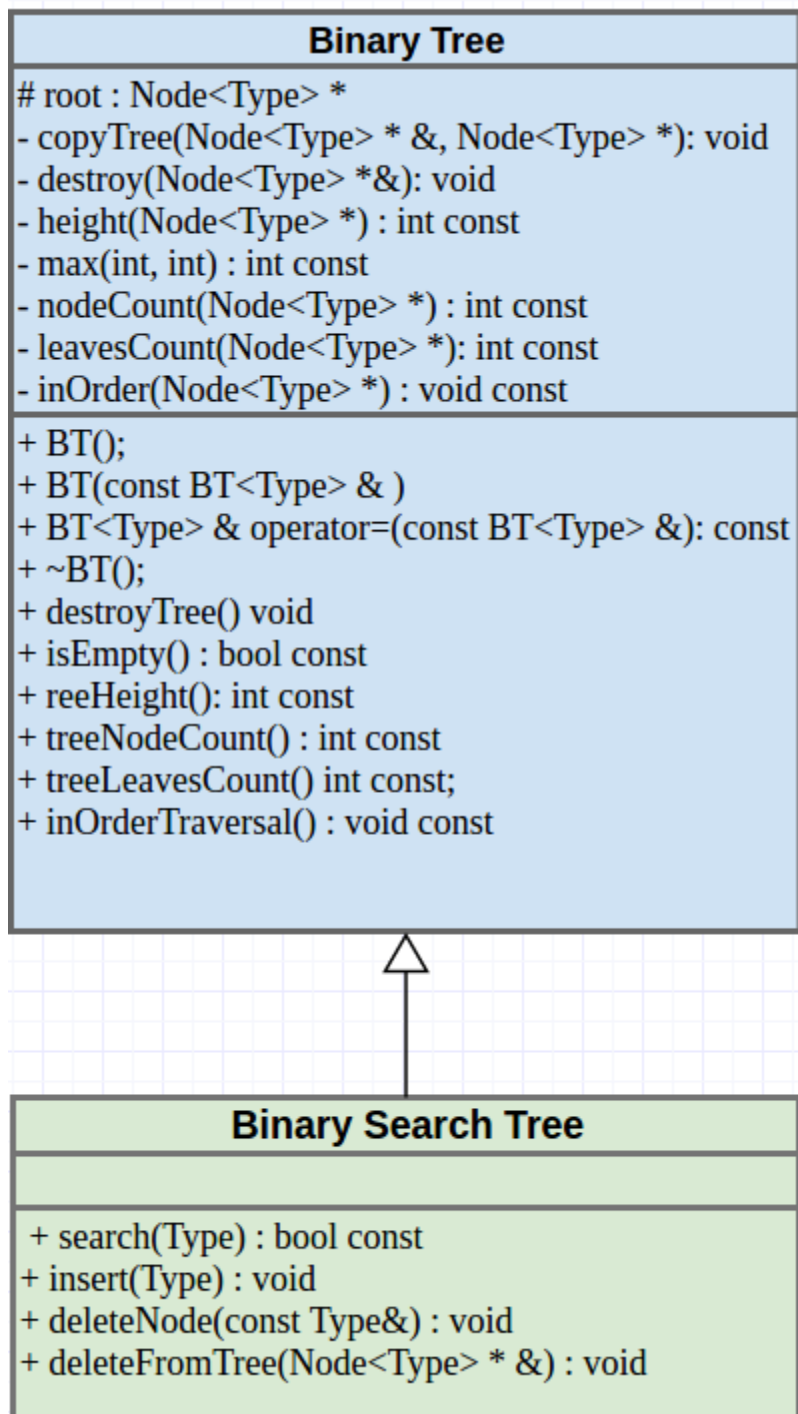 Binary Tree
# root : Node<Type> *
- copyTree(Node<Type> * &, Node<Type> *): void
- destroy(Node<Type> *&): void
- height(Node<Type> *) : int const
- max(int, int) : int const
- nodeCount(Node<Type> *) : int const
- leavesCount(Node<Type> *): int const
- inOrder(Node<Type> *) : void const
+ BT();
+ BT(const BT<Type> & )
+ BT<Type> & operator=(const BT<Type> &): const
+ ~BT();
+ destroyTree() void
+ isEmpty() : bool const
+ reeHeight(): int const
+ treeNodeCount() : int const
+ treeLeavesCount() int const;
+ inOrderTraversal() : void const
Binary Search Tree
+ search(Type) : bool const
+ insert(Type) : void
+ deleteNode(const Type&) : void
+ deleteFromTree(Node<Type> * &) : void